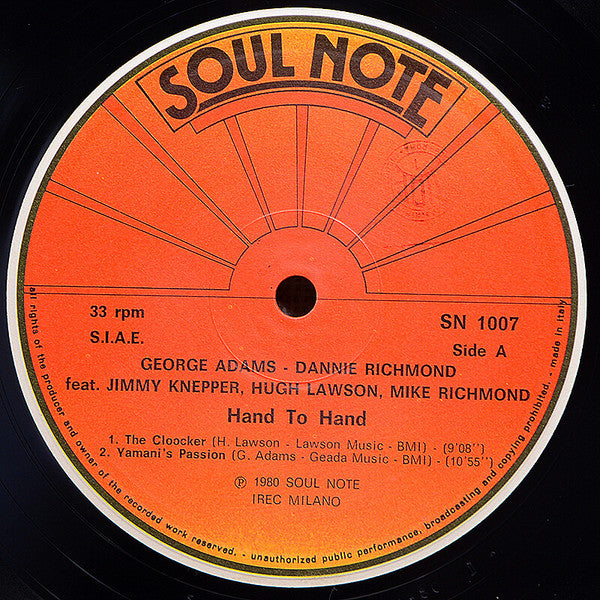 SOUL NOTE
33 rpm
SN 1007
S.I.A.E.
Side A
GEORGE ADAMS - DANNIE RICHMOND
feat. JIMMY KNEPPER, HUGH LAWSON, MIKE RICHMOND
Hand To Hand
1. The Cloocker (H. Lawson - Lawson Music - BMI) - (9'08'')
2. Yamani's Passion (G. Adams - Geada Music - BMI) - (10'55'')
Ⓟ 1980 SOUL NOTE
IREC MILANO
all rights of the producer and owner of the recorded work reserved. - unauthorized public performance, broadcasting and copying prohibited. - made in italy